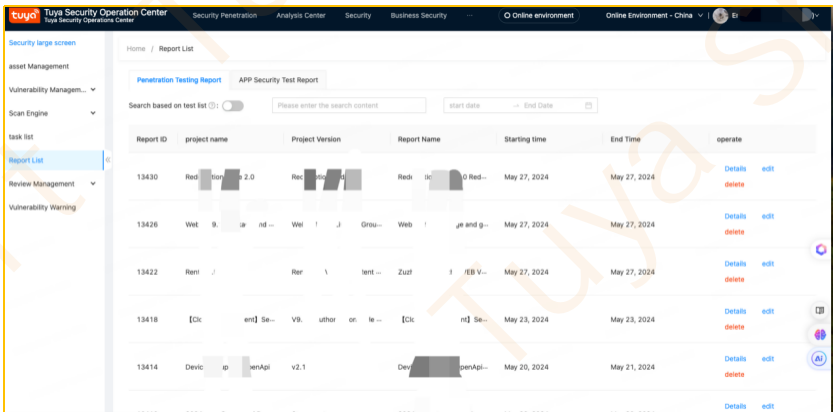 tuya Tuya Security Operation Center
Tuya Security Operations Center
Security Penetration Analysis Center Security Business Security ... Online environment Online Environment - China
Security large screen
asset Management
Vulnerability Managem...
Scan Engine
task list
Report List
Review Management
Vulnerability Warning
Home / Report List
Penetration Testing Report APP Security Test Report
Search based on test list : Please enter the search content start date → End Date
Report ID project name Project Version Report Name Starting time End Time operate
13430 2.0 May 27, 2024 May 27, 2024 Details edit
delete
13426 May 27, 2024 May 27, 2024 Details edit
delete
13422 May 27, 2024 May 27, 2024 Details edit
delete
13418 May 23, 2024 May 23, 2024 Details edit
delete
13414 v2.1 May 20, 2024 May 21, 2024 Details edit
delete
Details edit